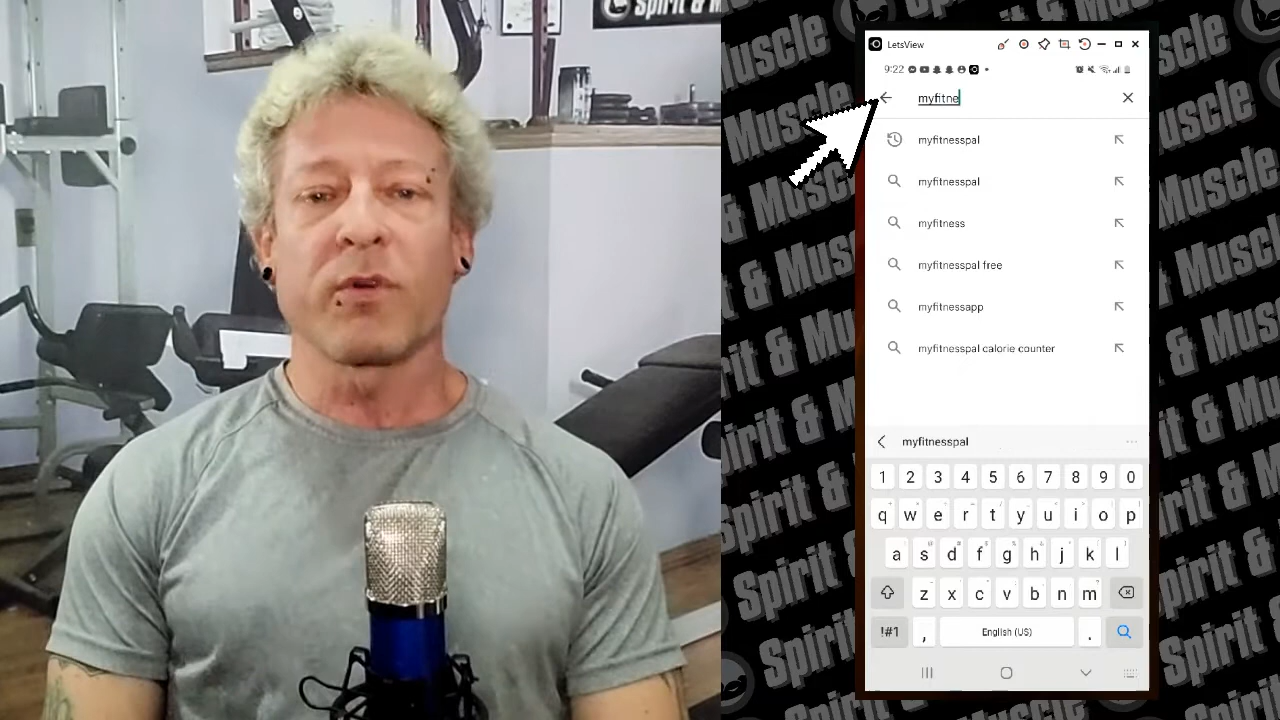 Spirit & M
LetsView
9:22
myfitne
myfitnesspal
myfitnesspal
myfitness
myfitnesspal free
myfitnessapp
myfitnesspal calorie counter
myfitnesspal
1 2 3 4 5 6 7 8 9 0
q w e r t y u i o p
a s d f g h j k l
z x c v b n m
!#1 , English (US) .
Spirit & Muscle